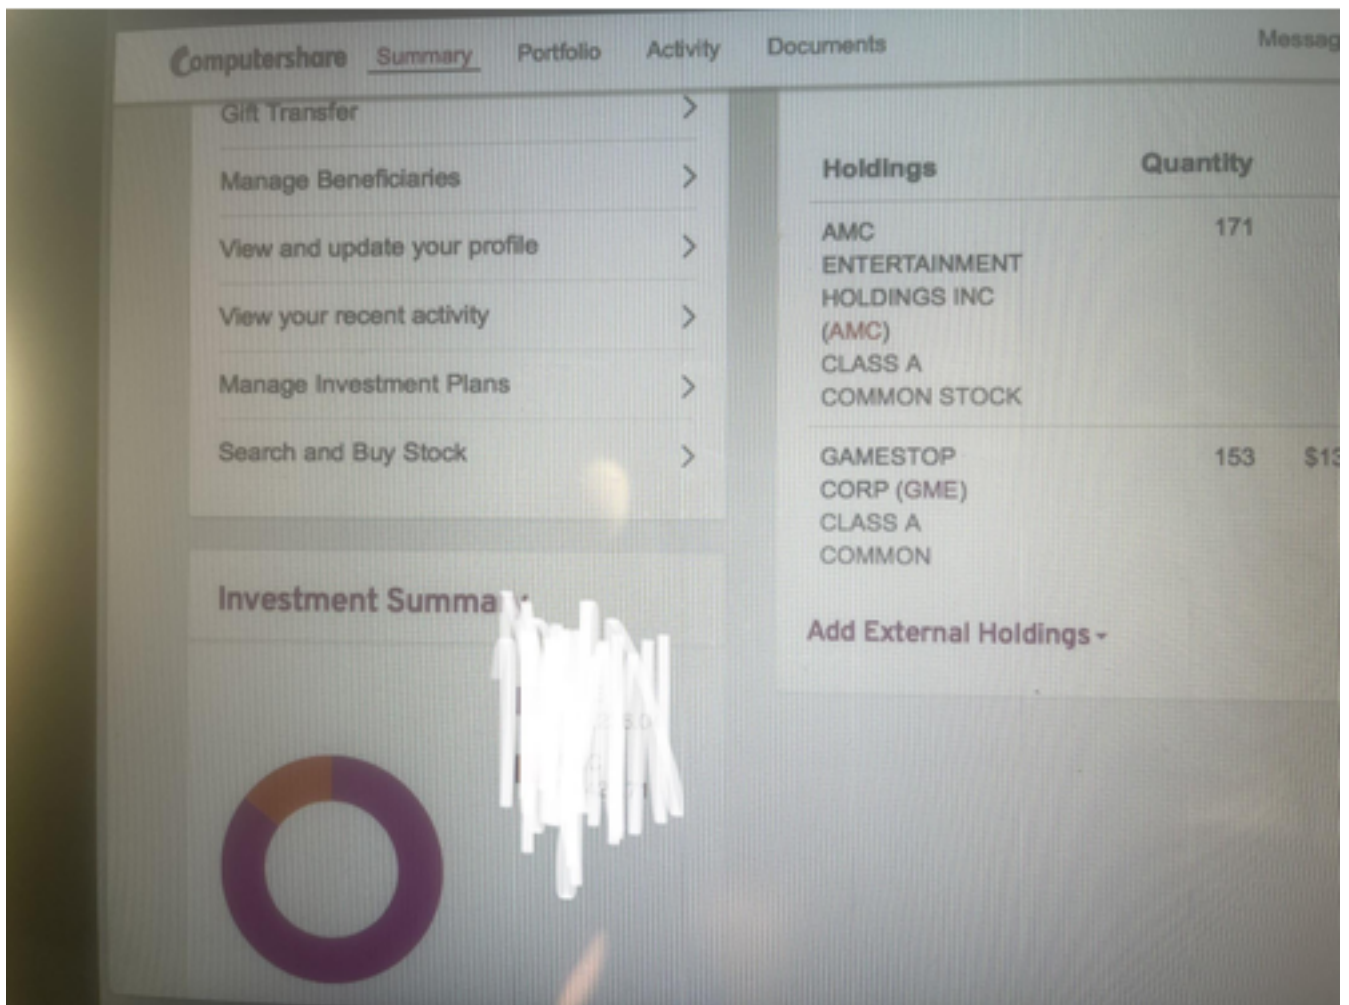 Computershare Summary Portfolio Activity Documents
Gift Transfer
Manage Beneficiaries
View and update your profile
View your recent activity
Manage Investment Plans
Search and Buy Stock
Investment
Holdings Quantity
AMC 171
ENTERTAINMENT
HOLDINGS INC
(AMC)
CLASS A
COMMON STOCK
GAMESTOP 153
CORP (GME)
CLASS A
COMMON
Add External Holdings